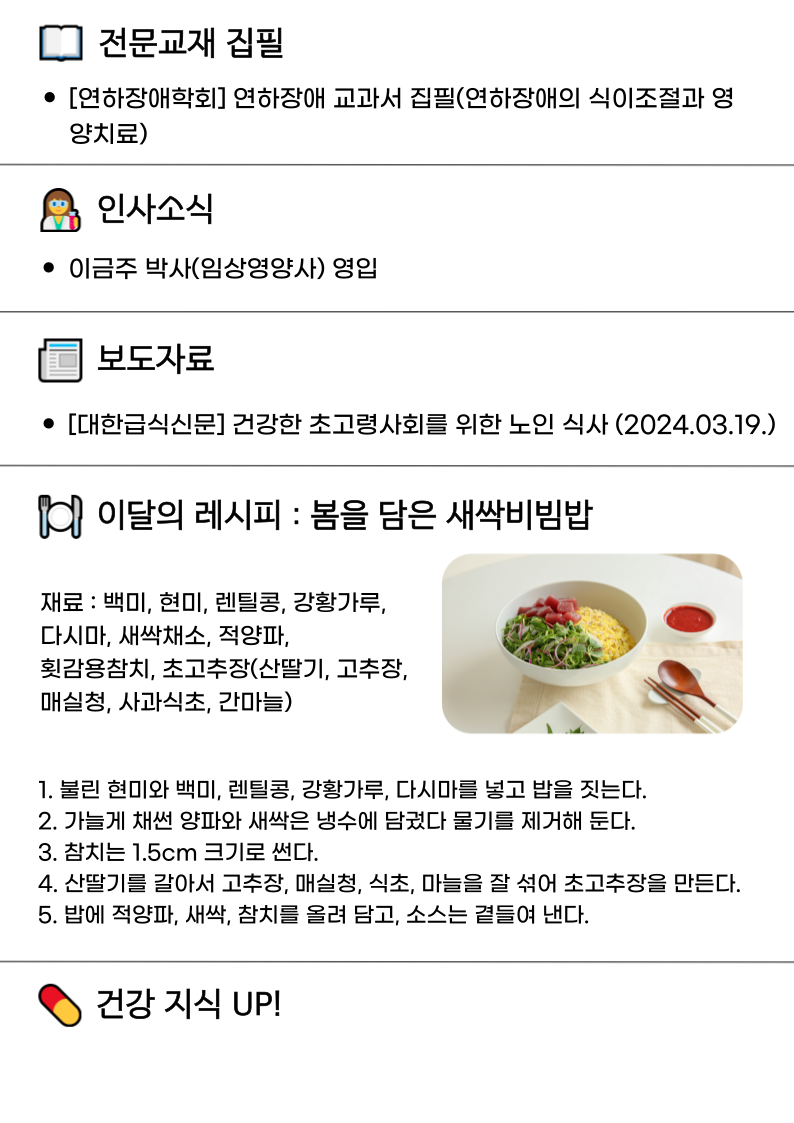 전문교재 집필
• [연하장애학회] 연하장애 교과서 집필(연하장애의 식이조절과 영
양치료)
인사소식
• 이금주 박사(임상영양사) 영입
보도자료
• [대한급식신문] 건강한 초고령사회를 위한 노인 식사 (2024.03.19.)
이달의 레시피 : 봄을 담은 새싹비빔밥
재료 : 백미, 현미, 렌틸콩, 강황가루,
다시마, 새싹채소, 적양파,
횟감용참치, 초고추장(산딸기, 고추장,
매실청, 사과식초, 간마늘)
1. 불린 현미와 백미, 렌틸콩, 강황가루, 다시마를 넣고 밥을 짓는다.
2. 가늘게 채썬 양파와 새싹은 냉수에 담궜다 물기를 제거해 둔다.
3. 참치는 1.5cm 크기로 썬다.
4. 산딸기를 갈아서 고추장, 매실청, 식초, 마늘을 잘 섞어 초고추장을 만든다.
5. 밥에 적양파, 새싹, 참치를 올려 담고, 소스는 곁들여 낸다.
건강 지식 UP!